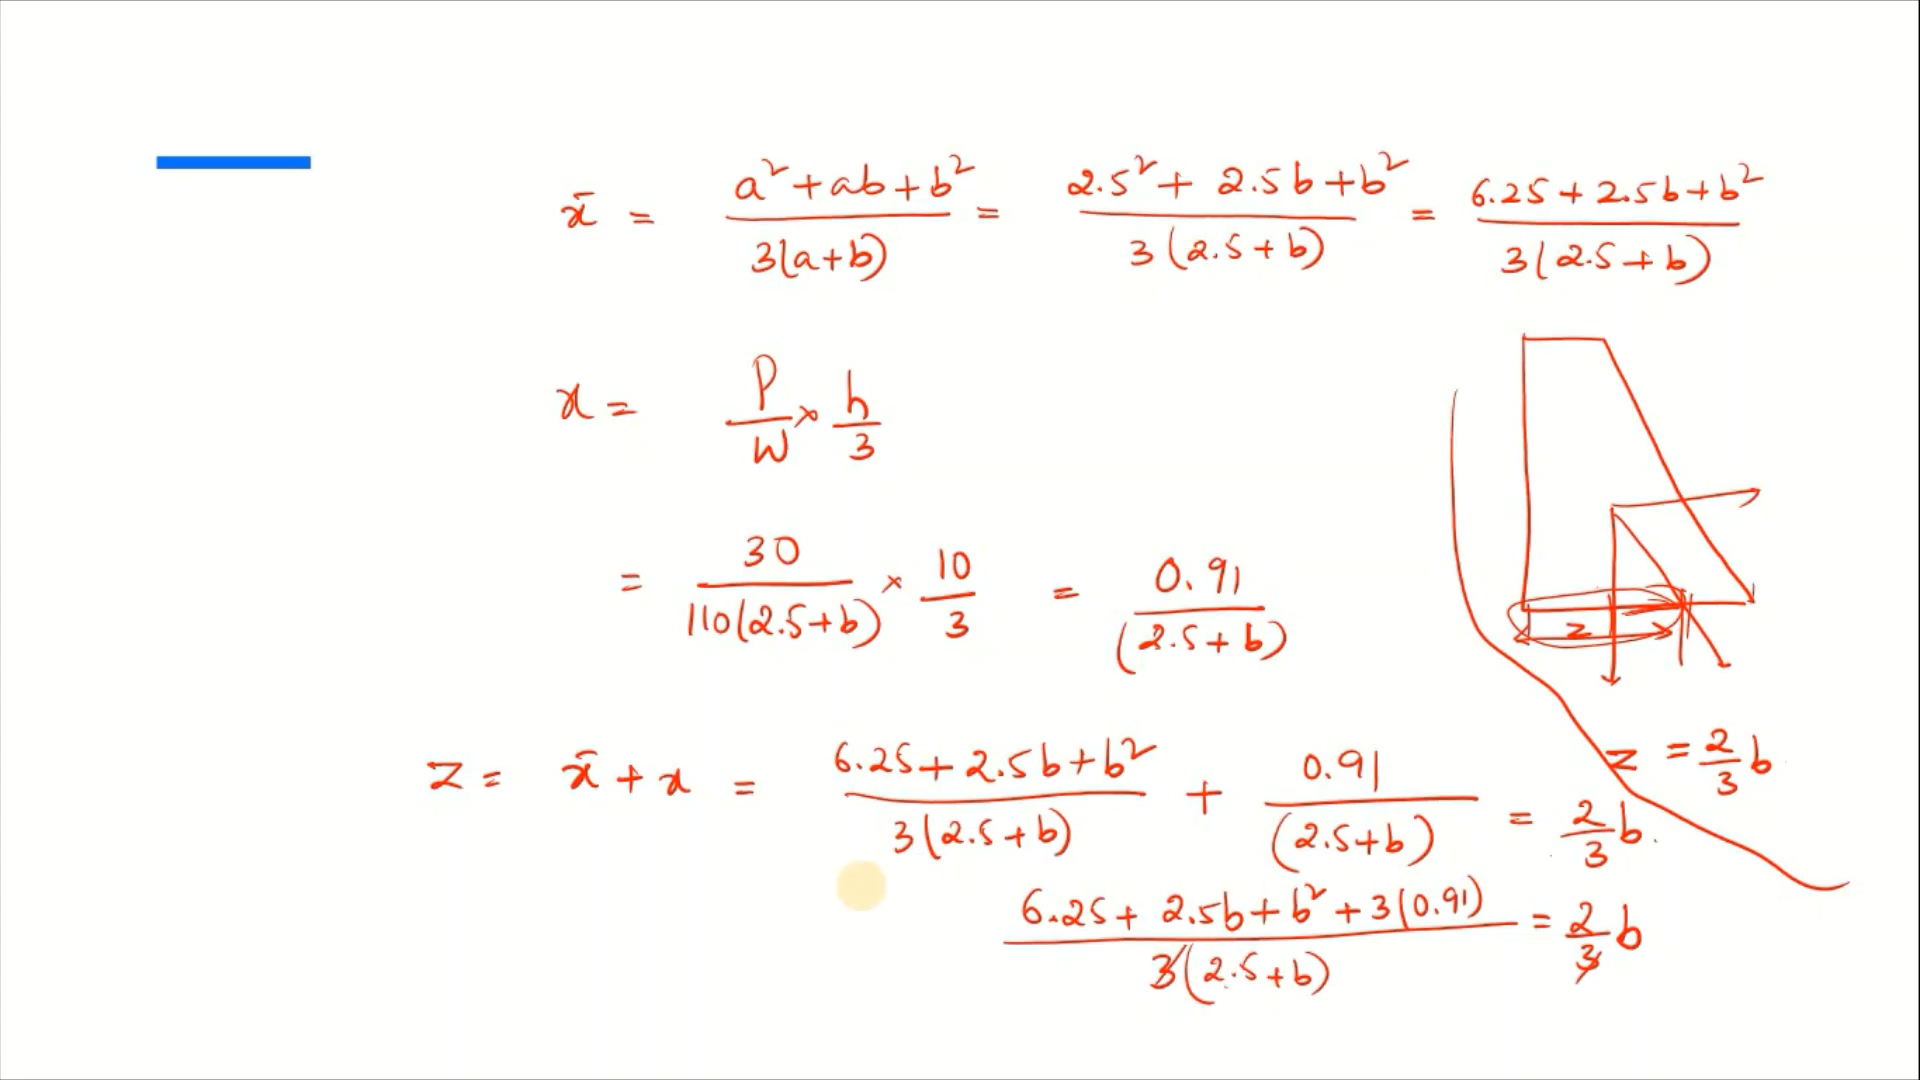 x̄ = (a² + ab + b²) / 3(a+b) = (2.5² + 2.5b + b²) / 3(2.5+b) = (6.25 + 2.5b + b²) / 3(2.5+b)
x = P/W × h/3
= 30 / 110(2.5+b) × 10/3 = 0.91 / (2.5+b)
z
z = 2/3 b
z = x̄ + x = (6.25 + 2.5b + b²) / 3(2.5+b) + 0.91 / (2.5+b) = 2/3 b.
(6.25 + 2.5b + b² + 3(0.91)) / 3(2.5+b) = 2/3 b